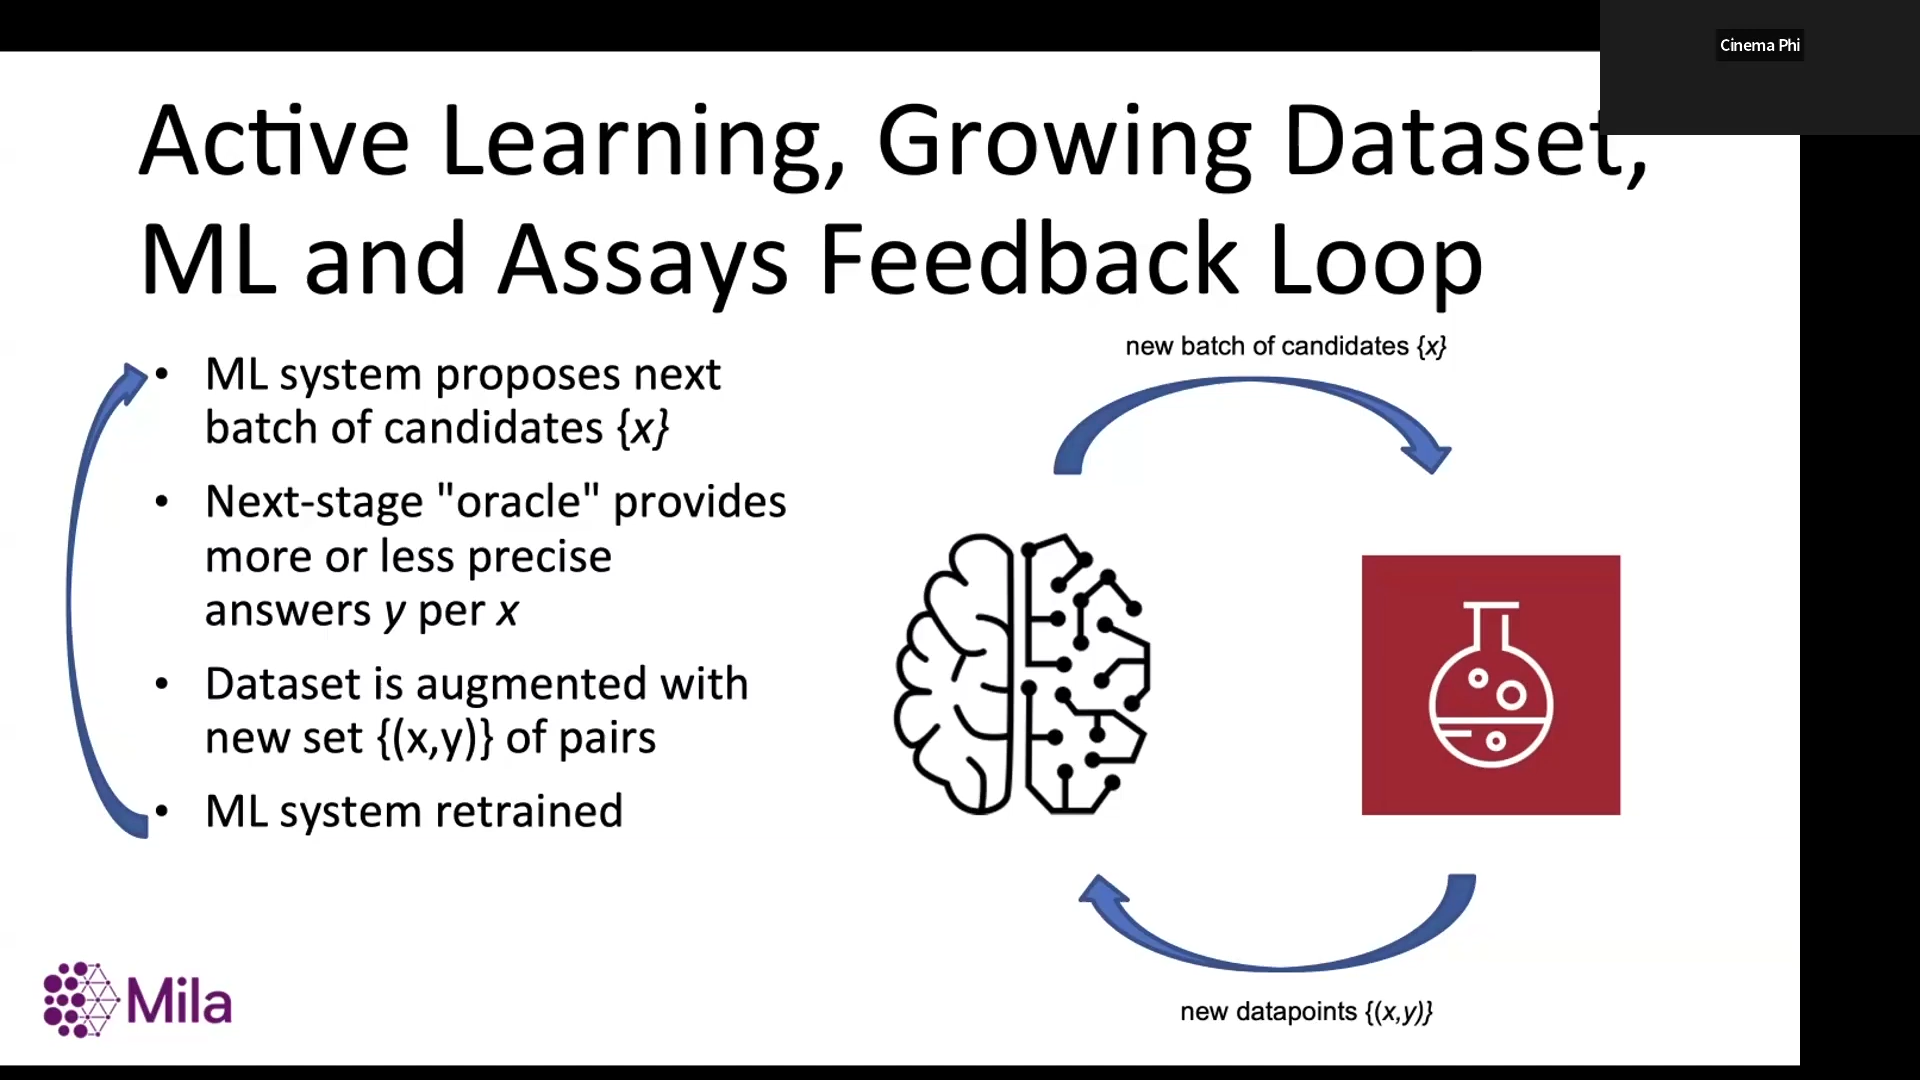 Cinema Phi
Active Learning, Growing Dataset,
ML and Assays Feedback Loop
• ML system proposes next
batch of candidates {x}
• Next-stage "oracle" provides
more or less precise
answers y per x
• Dataset is augmented with
new set {(x,y)} of pairs
• ML system retrained
new batch of candidates {x}
new datapoints {(x,y)}
Mila